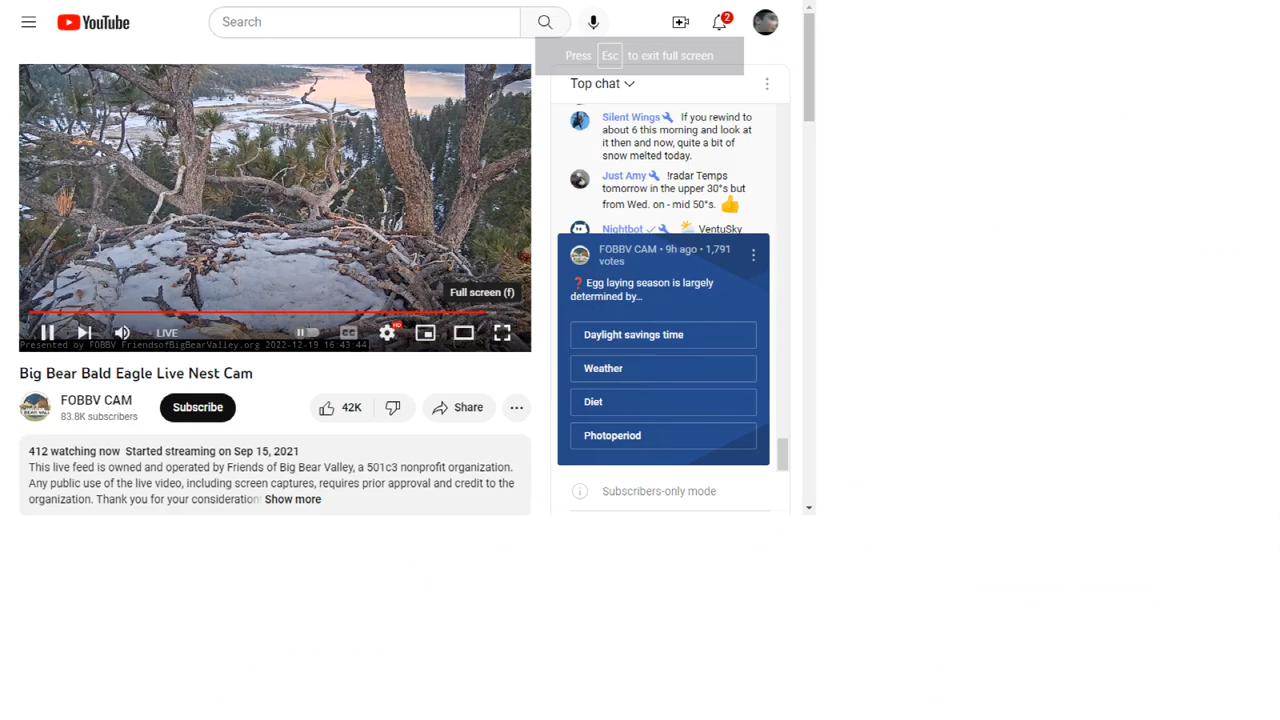 YouTube
Search
2
Press Esc to exit full screen
Top chat
Silent Wings If you rewind to
about 6 this morning and look at
it then and now, quite a bit of
snow melted today.
Just Amy !radar Temps
tomorrow in the upper 30°s but
from Wed. on - mid 50°s.
Nightbot VentuSky
FOBBV CAM • 9h ago • 1,791
votes
Egg laying season is largely
determined by...
Daylight savings time
Weather
Diet
Photoperiod
Subscribers-only mode
Full screen (f)
LIVE
CC
HD
Presented by FOBBV FriendsofBigBearValley.org 2022-12-19 16:43:44
Big Bear Bald Eagle Live Nest Cam
FOBBV CAM
83.8K subscribers
Subscribe
42K
Share
412 watching now Started streaming on Sep 15, 2021
This live feed is owned and operated by Friends of Big Bear Valley, a 501c3 nonprofit organization.
Any public use of the live video, including screen captures, requires prior approval and credit to the
organization. Thank you for your consideration Show more